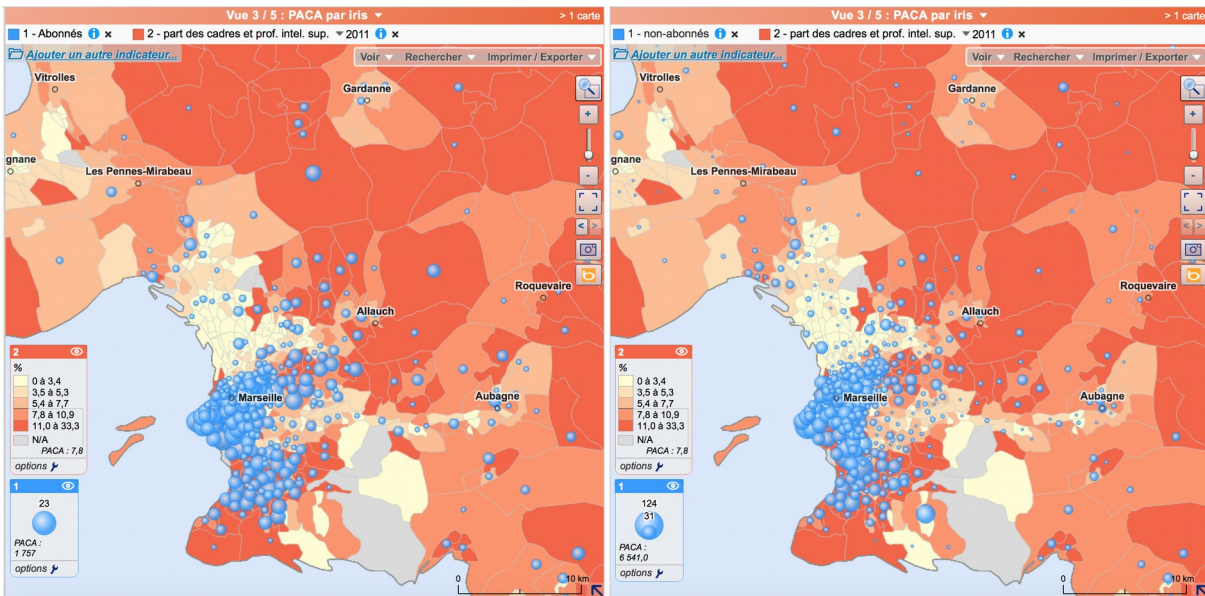 Vue 3 / 5 : PACA par iris
> 1 carte
1 - Abonnés
2 - part des cadres et prof. intel. sup.
2011
Ajouter un autre indicateur...
Voir
Rechercher
Imprimer / Exporter
Vitrolles
Gardanne
gnane
Les Pennes-Mirabeau
Roquevaire
Allauch
Marseille
Aubagne
2
%
0 à 3,4
3,5 à 5,3
5,4 à 7,7
7,8 à 10,9
11,0 à 33,3
N/A
PACA : 7,8
options
1
23
PACA :
1 757
options
0
10 km
Vue 3 / 5 : PACA par iris
> 1 carte
1 - non-abonnés
2 - part des cadres et prof. intel. sup.
2011
Ajouter un autre indicateur...
Voir
Rechercher
Imprimer / Exporter
Vitrolles
Gardanne
gnane
Les Pennes-Mirabeau
Roquevaire
Allauch
Marseille
Aubagne
2
%
0 à 3,4
3,5 à 5,3
5,4 à 7,7
7,8 à 10,9
11,0 à 33,3
N/A
PACA : 7,8
options
1
124
31
PACA :
6 541,0
options
0
10 km